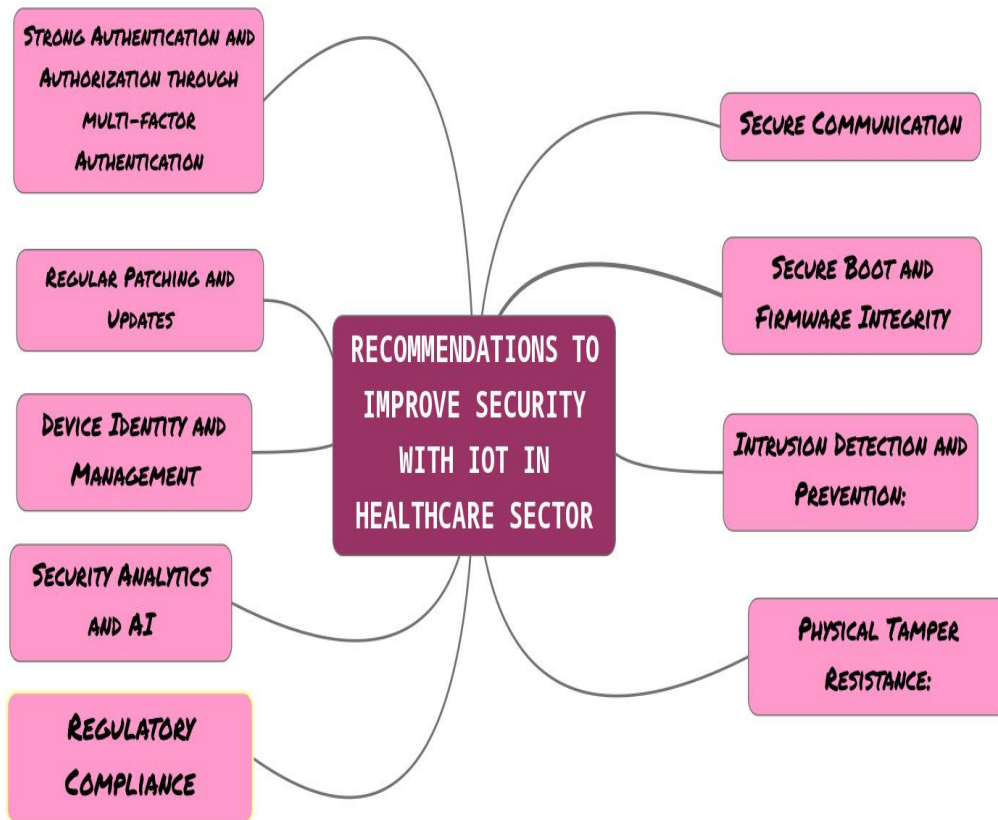 Strong Authentication and
Authorization through
multi-factor
Authentication
Regular Patching and
Updates
Device Identity and
Management
Security Analytics
and AI
Regulatory
Compliance
RECOMMENDATIONS TO
IMPROVE SECURITY
WITH IOT IN
HEALTHCARE SECTOR
Secure Communication
Secure Boot and
Firmware Integrity
Intrusion Detection and
Prevention:
Physical Tamper
Resistance: